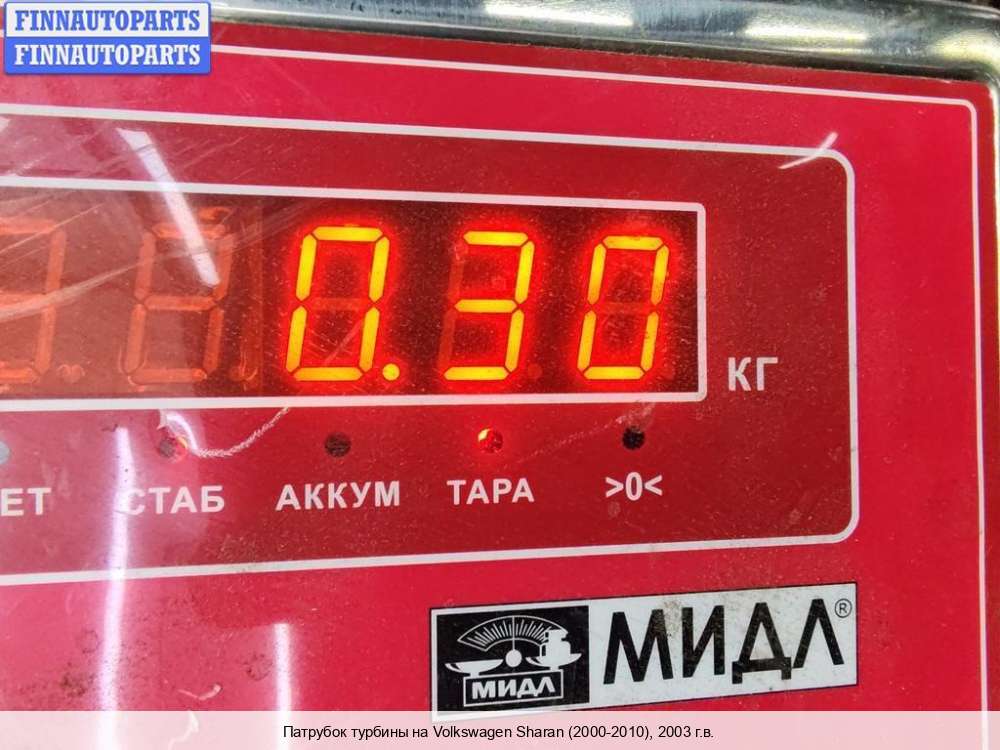 FINNAUTOPARTS
FINNAUTOPARTS
0.30
КГ
ЕТ СТАБ АККУМ ТАРА >0<
МИДЛ МИДЛ®
Патрубок турбины на Volkswagen Sharan (2000-2010), 2003 г.в.